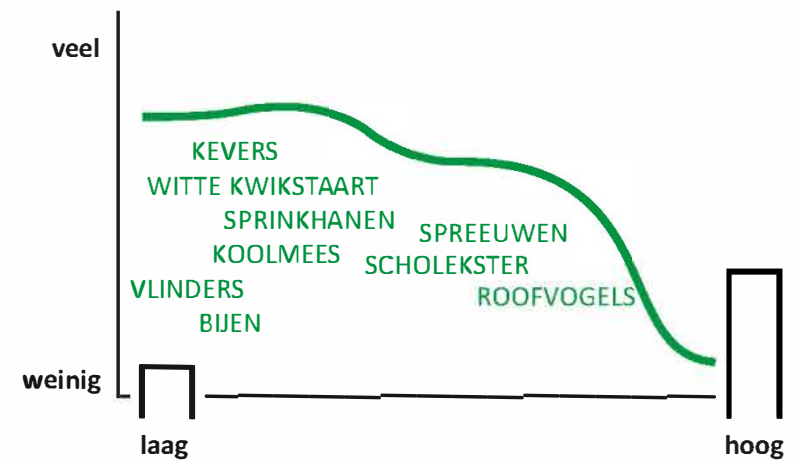 veel
KEVERS
WITTE KWIKSTAART
SPRINKHANEN
SPREEUWEN
KOOLMEES
SCHOLEKSTER
VLINDERS
ROOFVOGELS
BIJEN
weinig
laag
hoog